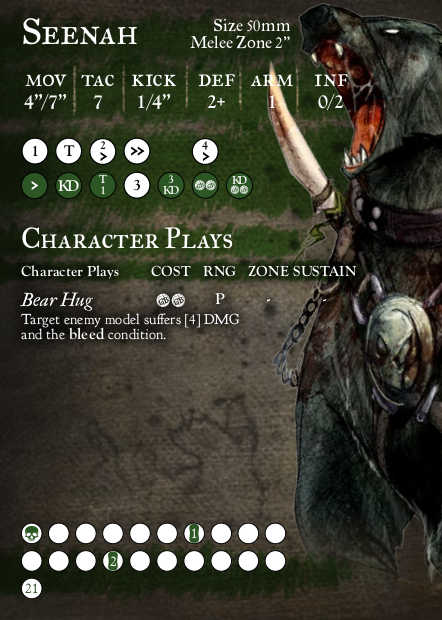 Seenah
Size 50mm
Melee Zone 2”
MOV TAC KICK DEF ARM INF
4”/7” 7 1/4” 2+ 1 0/2
1 T 2 > >> 4 >
> KD T 1 3 3 KD KD
Character Plays
Character Plays COST RNG ZONE SUSTAIN
Bear Hug P - -
Target enemy model suffers [4] DMG
and the bleed condition.
1
2
21